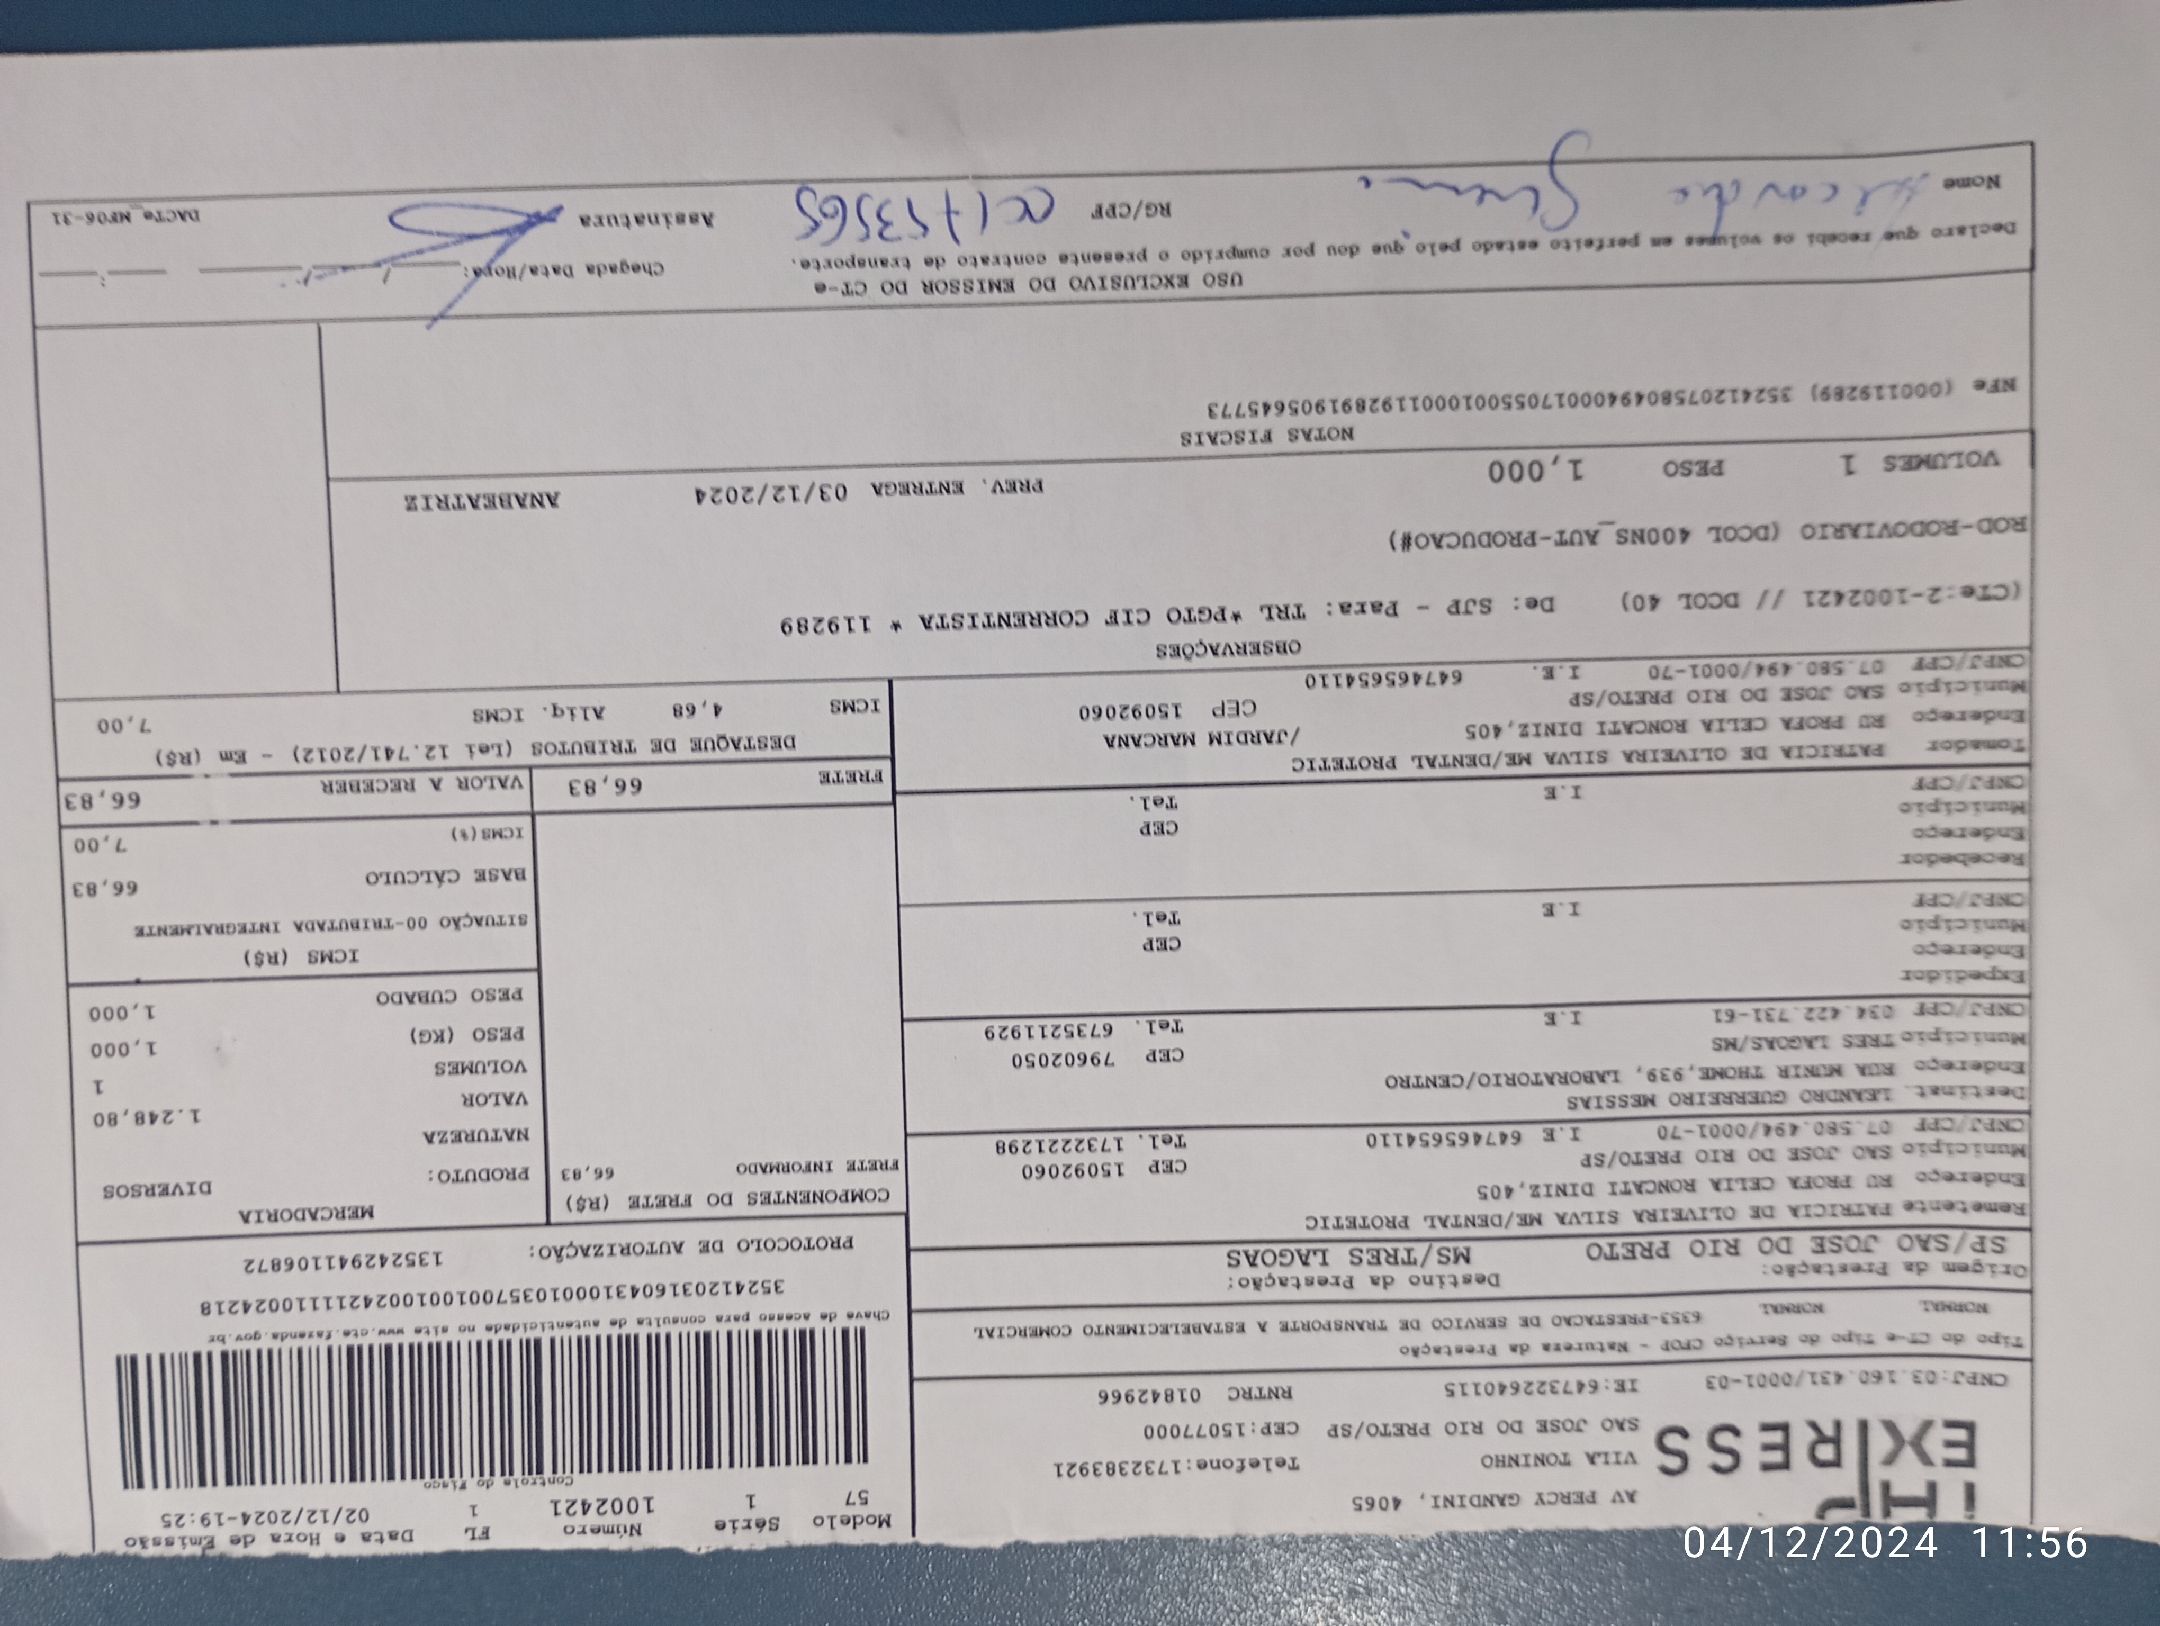 Modelo Série Número FL Data e Hora de Emissão
57 1 1002421 1 02/12/2024-19:25
Controle do Fisco
Chave de acesso para consulta de autenticidade no site www.cte.fazenda.gov.br
PROTOCOLO DE AUTORIZAÇÃO: 135242941106872
EXPRESS
AV PERCY GANDINI, 4065
VILA TONINHO Telefone:1732383921
SAO JOSE DO RIO PRETO/SP CEP:15077000
CNPJ:03.160.431/0001-03 IE:647322640115 RNTRC 01842966
Tipo do CT-e Tipo do Serviço CFOP - Natureza da Prestação
NORMAL NORMAL 6353-PRESTACAO DE SERVICO DE TRANSPORTE A ESTABELECIMENTO COMERCIAL
Origem da Prestação: Destino da Prestação:
SP/SAO JOSE DO RIO PRETO MS/TRES LAGOAS
Remetente PATRICIA DE OLIVEIRA SILVA ME/DENTAL PROTETIC
Endereço RU PROFA CELIA RONCATI DINIZ,405
Municipio SAO JOSE DO RIO PRETO/SP CEP 15092060
CNPJ/CPF 07.580.494/0001-70 I.E 64746564110 Tel. 1732221298
Destinat. LEANDRO GUERREIRO MESSIAS
Endereço RUA MUNIR THOME,939, LABORATORIO/CENTRO
Municipio TRES LAGOAS/MS CEP 79602050
CNPJ/CPF 034.422.731-61 I.E Tel. 6735211929
Expedidor
Endereço
Municipio CEP
CNPJ/CPF I.E Tel.
Recebedor
Endereço
Municipio CEP
CNPJ/CPF I.E Tel.
Tomador PATRICIA DE OLIVEIRA SILVA ME/DENTAL PROTETIC
Endereço RU PROFA CELIA RONCATI DINIZ,405 /JARDIM MARCANA
Municipio SAO JOSE DO RIO PRETO/SP CEP 15092060
CNPJ/CPF 07.580.494/0001-70 I.E. 64746564110
COMPONENTES DO FRETE (R$)
FRETE INFORMADO 66,83
FRETE 66,83
MERCADORIA
PRODUTO: DIVERSOS
NATUREZA
VALOR 1.248,80
VOLUMES 1
PESO (KG) 1,000
PESO CUBADO 1,000
ICMS (R$)
SITUAÇÃO 00-TRIBUTADA INTEGRALMENTE
BASE CÁLCULO 66,83
ICMS(%) 7,00
VALOR A RECEBER 66,83
DESTAQUE DE TRIBUTOS (Lei 12.741/2012) - Em (R$)
ICMS 4,68 Aliq. ICMS 7,00
OBSERVAÇÕES
(CTe:2-1002421 // DCOL 40) De: SJP - Para: TRL *PGTO CIF CORRENTISTA * 119289
ROD-RODOVIARIO (DCOL 400NS_AUT-PRODUCAO#)
PREV. ENTREGA 03/12/2024 ANABEATRIZ
VOLUMES 1 PESO 1,000
NOTAS FISCAIS
NFe (000119289)
USO EXCLUSIVO DO EMISSOR DO CT-e
Declaro que recebi os volumes em perfeito estado pelo que dou por cumprido o presente contrato de transporte.
Chegada Data/Hora:
Nome RG/CPF Assinatura DACTe_MF06-31
04/12/2024 11:56